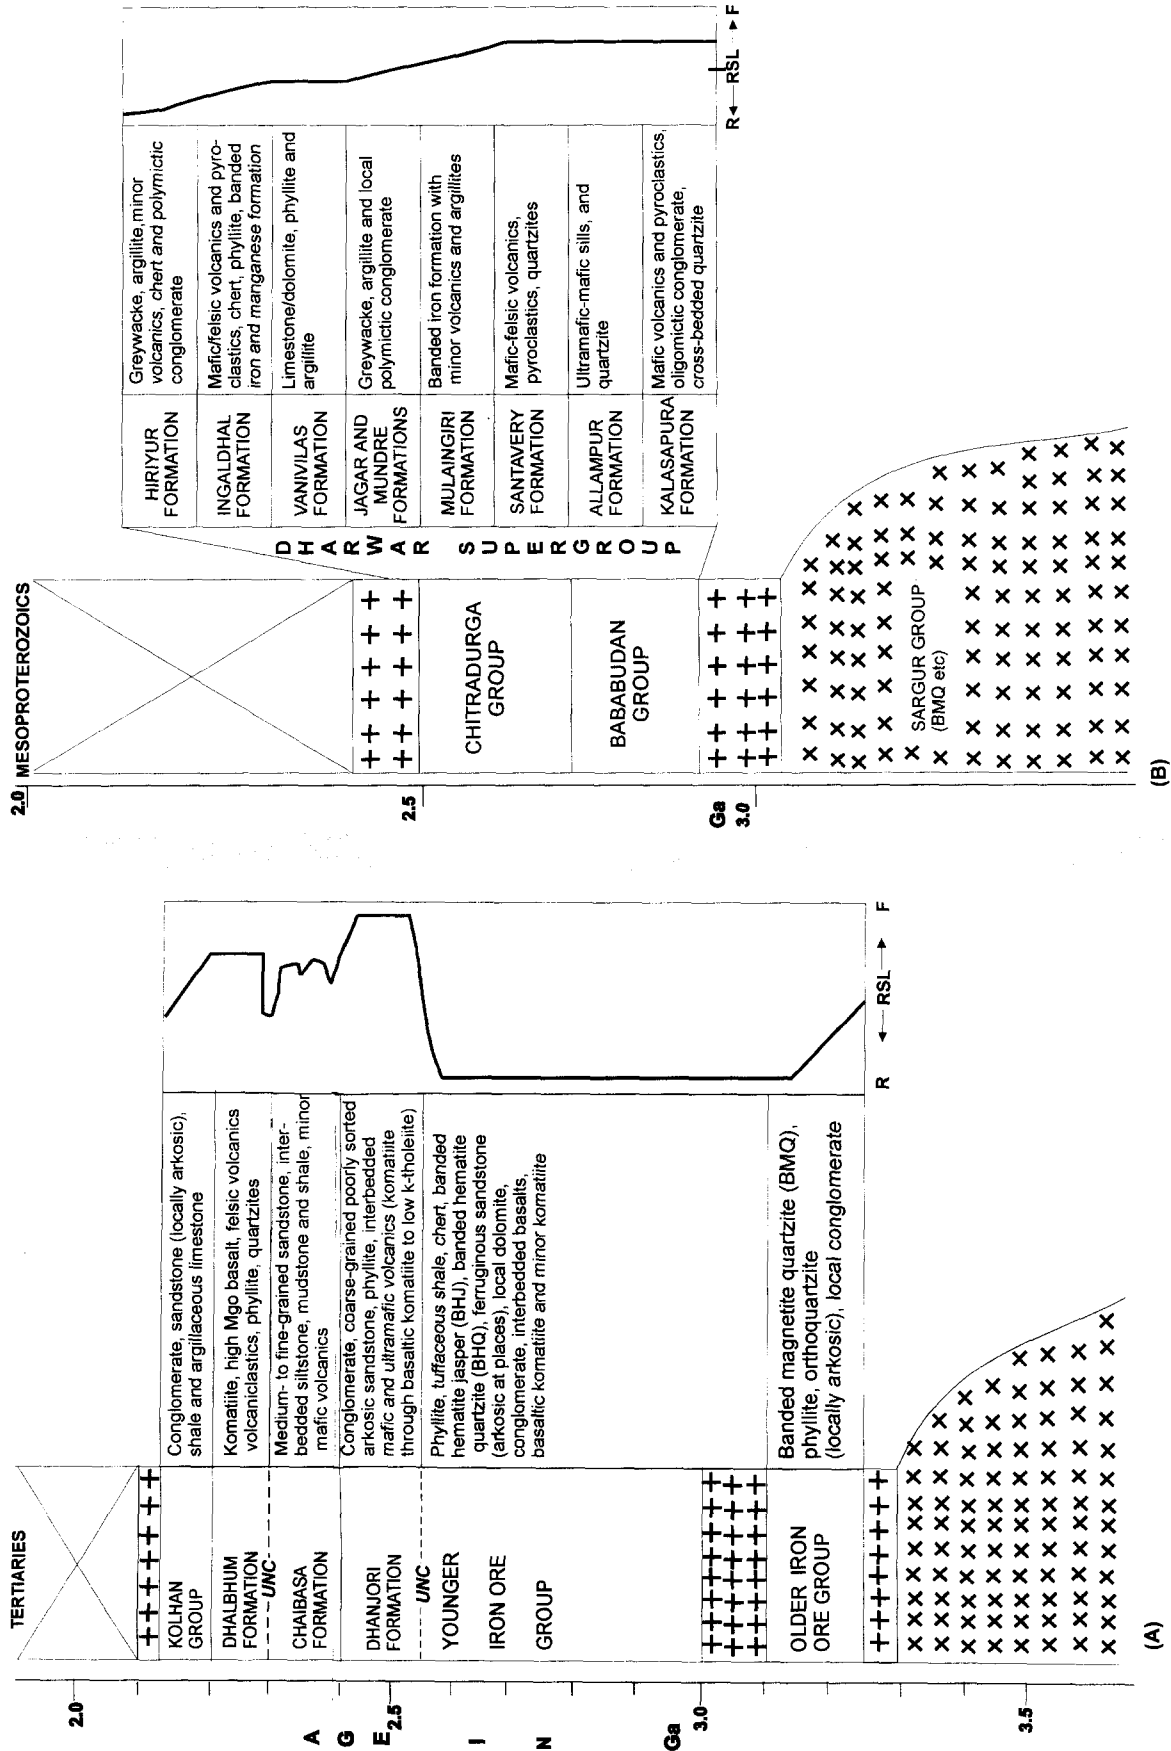 TERTIARIES
KOLHAN
GROUP
Conglomerate, sandstone (locally arkosic),
shale and argillaceous limestone
DHALBHUM
FORMATION
Komatiite, high Mgo basalt, felsic volcanics
volcaniclastics, phyllite, quartzites
UNC
CHAIBASA
FORMATION
Medium- to fine-grained sandstone, inter-
bedded siltstone, mudstone and shale, minor
mafic volcanics
DHANJORI
FORMATION
Conglomerate, coarse-grained poorly sorted
arkosic sandstone, phyllite, interbedded
mafic and ultramafic volcanics (komatiite
through basaltic komatiite to low k-tholeiite)
UNC
YOUNGER
IRON ORE
GROUP
Phyllite, tuffaceous shale, chert, banded
hematite jasper (BHJ), banded hematite
quartzite (BHQ), ferruginous sandstone
(arkosic at places), local dolomite,
conglomerate, interbedded basalts,
basaltic komatiite and minor komatiite
OLDER IRON
ORE GROUP
Banded magnetite quartzite (BMQ),
phyllite, orthoquartzite
(locally arkosic), local conglomerate
R ← RSL → F
2.0
2.5
3.0
3.5
AGE IN Ga
(A)
MESOPROTEROZOICS
2.0
2.5
Ga
3.0
CHITRADURGA
GROUP
BABABUDAN
GROUP
SARGUR GROUP
(BMQ etc)
DHARWAR SUPERGROUP
HIRIYUR
FORMATION
Greywacke, argillite,minor
volcanics, chert and polymictic
conglomerate
INGALDHAL
FORMATION
Mafic/felsic volcanics and pyro-
clastics, chert, phyllite, banded
iron and manganese formation
VANIVILAS
FORMATION
Limestone/dolomite, phyllite and
argillite
JAGAR AND
MUNDRE
FORMATIONS
Greywacke, argillite and local
polymictic conglomerate
MULAINGIRI
FORMATION
Banded iron formation with
minor volcanics and argillites
SANTAVERY
FORMATION
Mafic-felsic volcanics,
pyroclastics, quartzites
ALLAMPUR
FORMATION
Ultramafic-mafic sills, and
quartzite
KALASAPURA
FORMATION
Mafic volcanics and pyroclastics,
oligomictic conglomerate,
cross-bedded quartzite
R ← RSL → F
(B)